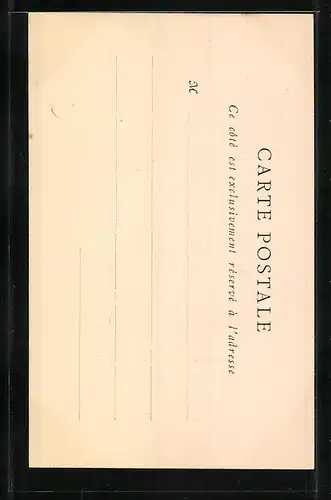 CARTE POSTALE
Ce côté est exclusivement réservé à l'adresse
M